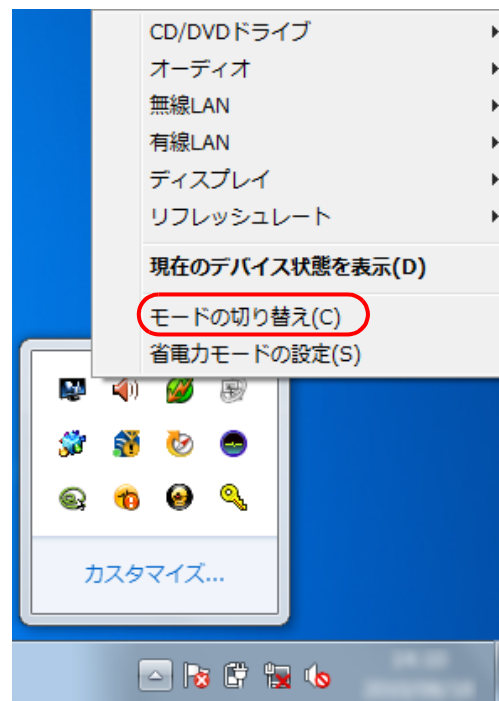 CD/DVDドライブ
オーディオ
無線LAN
有線LAN
ディスプレイ
リフレッシュレート
現在のデバイス状態を表示(D)
モードの切り替え(C)
省電力モードの設定(S)
カスタマイズ...